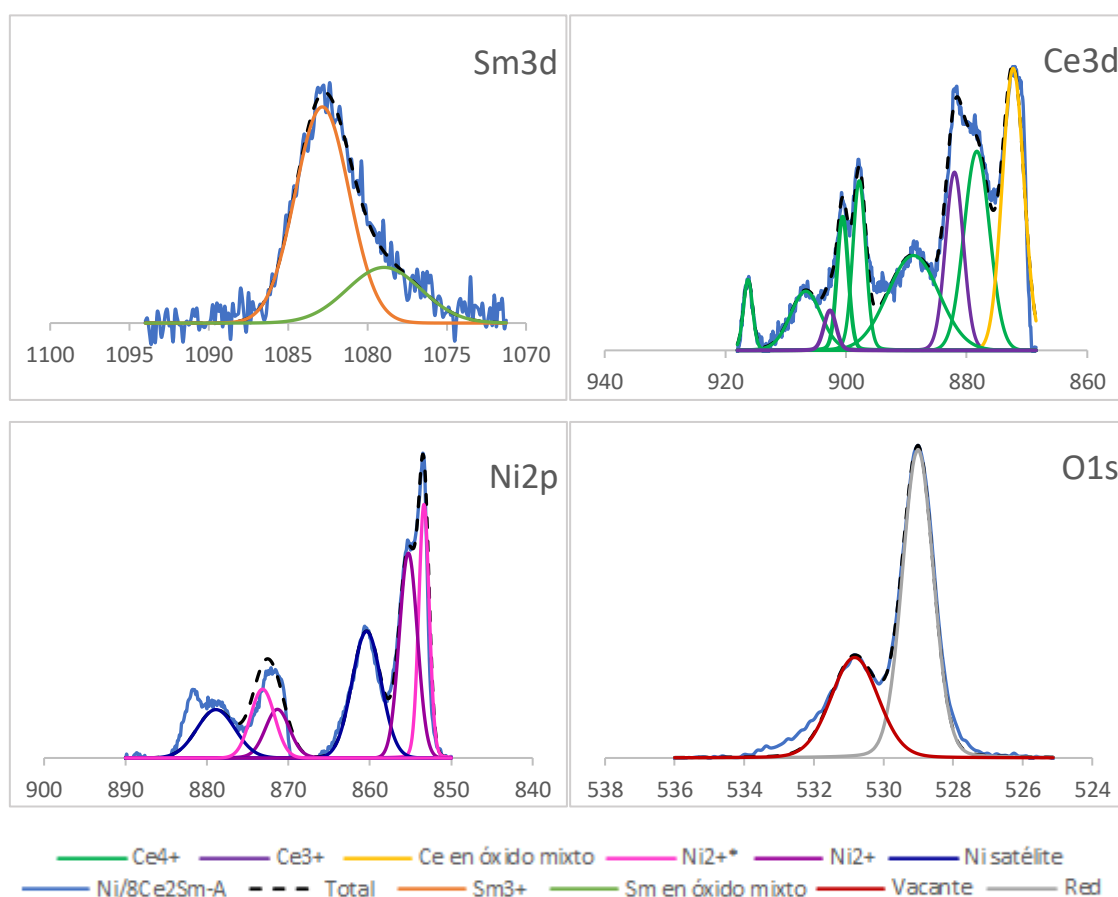 Sm3d
1100 1095 1090 1085 1080 1075 1070
Ce3d
940 920 900 880 860
Ni2p
900 890 880 870 860 850 840
O1s
538 536 534 532 530 528 526 524
Ce4+ Ce3+ Ce en óxido mixto Ni2+* Ni2+ Ni satélite
Ni/8Ce2Sm-A Total Sm3+ Sm en óxido mixto Vacante Red